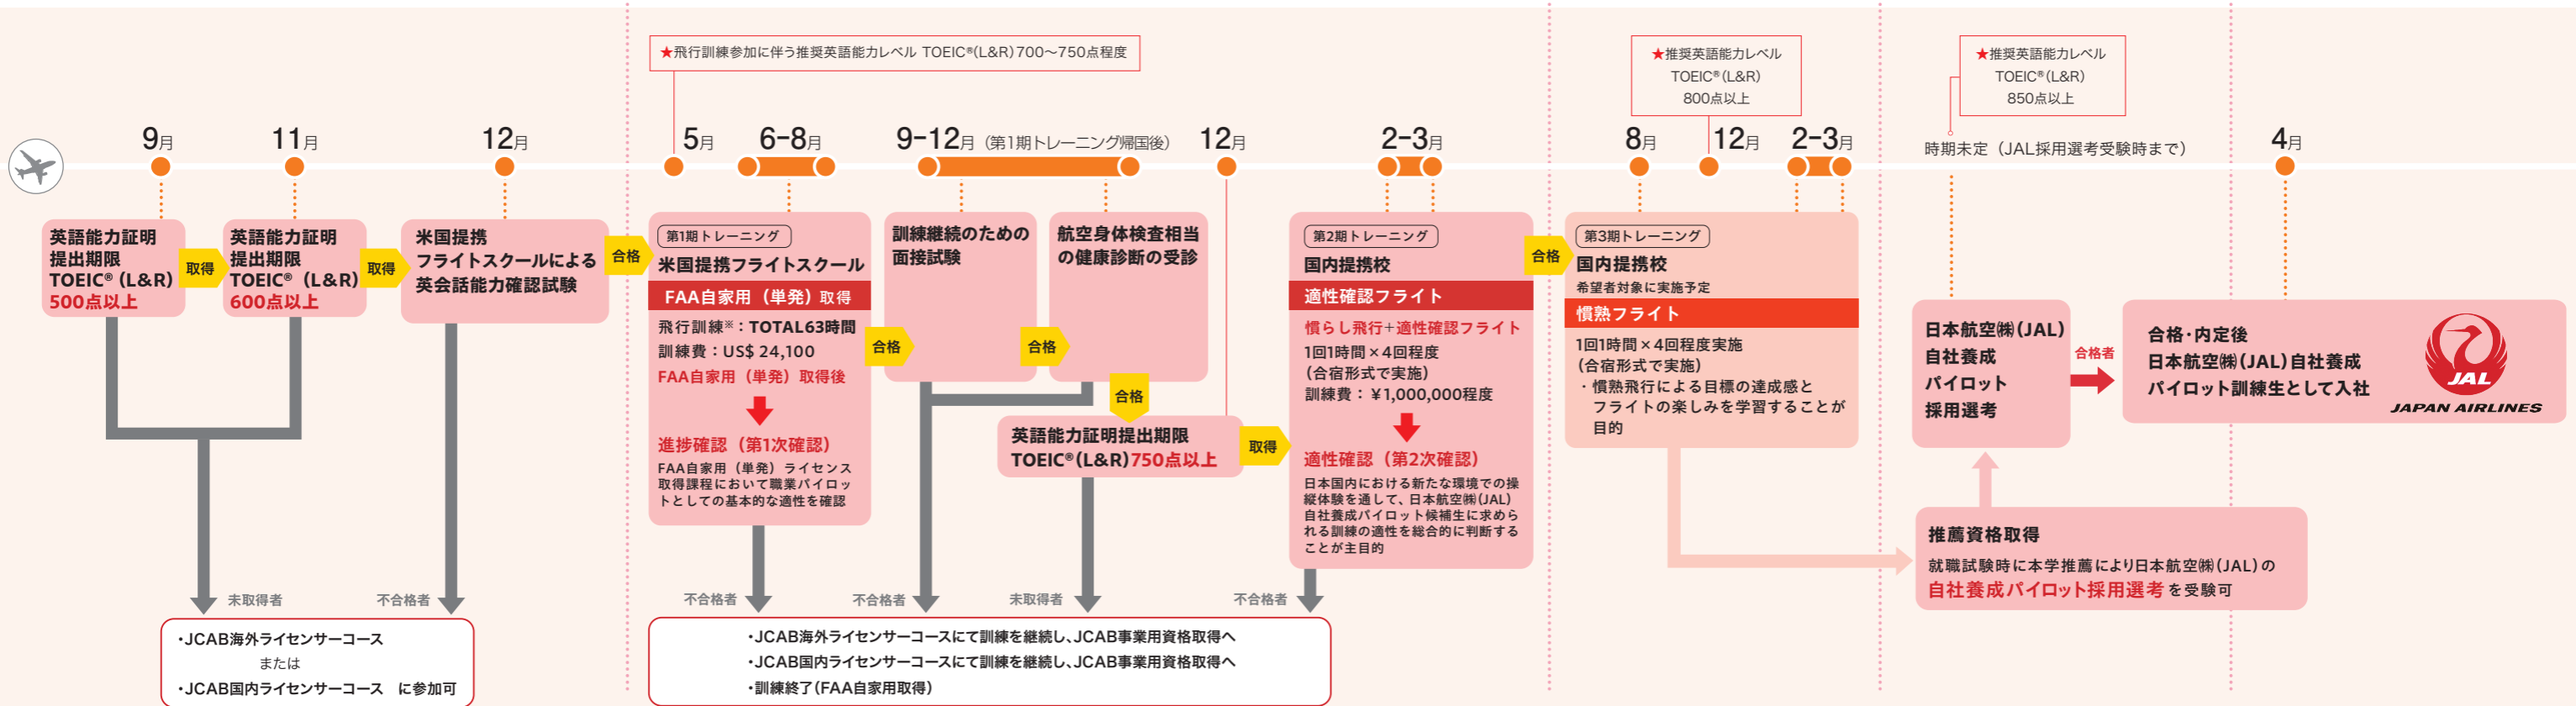 ★飛行訓練参加に伴う推奨英語能力レベル TOEIC®(L&R)700〜750点程度
★推奨英語能力レベル
TOEIC®(L&R)
800点以上
★推奨英語能力レベル
TOEIC®(L&R)
850点以上
9月
11月
12月
5月
6-8月
9-12月（第1期トレーニング帰国後）
12月
2-3月
8月
12月
2-3月
時期未定（JAL採用選考受験時まで）
4月
英語能力証明
提出期限
TOEIC®(L&R)
500点以上
取得
英語能力証明
提出期限
TOEIC®（L&R）
600点以上
取得
米国提携
フライトスクールによる
英会話能力確認試験
合格
第1期トレーニング
米国提携フライトスクール
FAA自家用（単発）取得
飛行訓練※：TOTAL63時間
訓練費：US$ 24,100
FAA自家用（単発）取得後
進捗確認（第1次確認）
FAA自家用（単発）ライセンス
取得課程において職業パイロッ
トとしての基本的な適性を確認
合格
訓練継続のための
面接試験
合格
航空身体検査相当
の健康診断の受診
合格
英語能力証明提出期限
TOEIC®(L&R)750点以上
取得
第2期トレーニング
国内提携校
適性確認フライト
慣らし飛行+適性確認フライト
1回1時間×4回程度
(合宿形式で実施)
訓練費：¥1,000,000程度
適性確認（第2次確認）
日本国内における新たな環境での操
縦体験を通して、日本航空㈱(JAL)
自社養成パイロット候補生に求めら
れる訓練の適性を総合的に判断する
ことが主目的
合格
第3期トレーニング
国内提携校
希望者対象に実施予定
慣熟フライト
1回1時間×4回程度実施
(合宿形式で実施)
・慣熟飛行による目標の達成感と
フライトの楽しみを学習することが
目的
日本航空㈱(JAL)
自社養成
パイロット
採用選考
合格者
合格・内定後
日本航空㈱(JAL)自社養成
パイロット訓練生として入社
JAL
JAPAN AIRLINES
推薦資格取得
就職試験時に本学推薦により日本航空㈱(JAL)の
自社養成パイロット採用選考を受験可
未取得者
不合格者
不合格者
不合格者
未取得者
不合格者
・JCAB海外ライセンサーコース
または
・JCAB国内ライセンサーコース　に参加可
・JCAB海外ライセンサーコースにて訓練を継続し、JCAB事業用資格取得へ
・JCAB国内ライセンサーコースにて訓練を継続し、JCAB事業用資格取得へ
・訓練終了(FAA自家用取得)